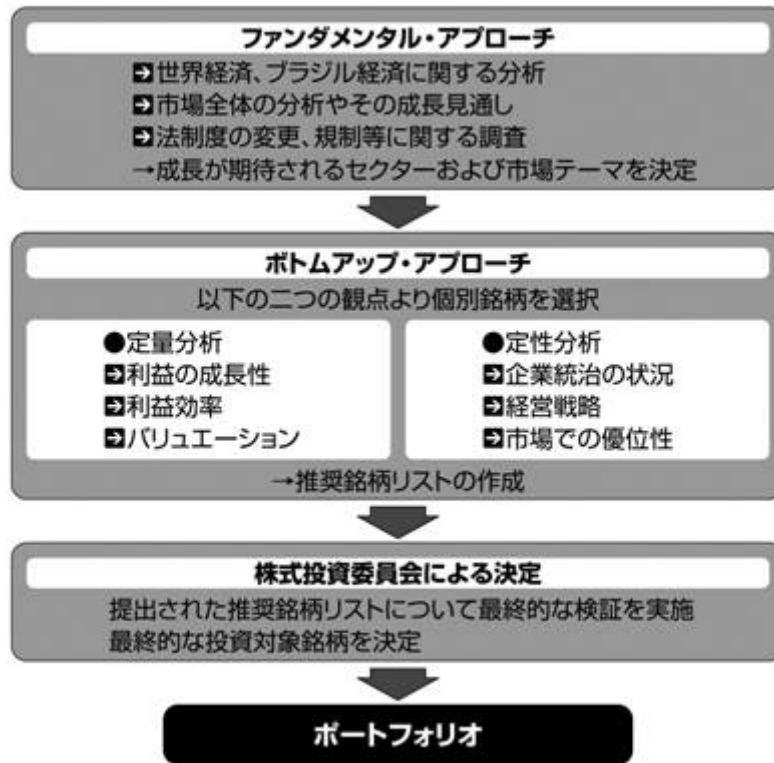 ファンダメンタル・アプローチ
➡世界経済、ブラジル経済に関する分析
➡市場全体の分析やその成長見通し
➡法制度の変更、規制等に関する調査
→成長が期待されるセクターおよび市場テーマを決定
ボトムアップ・アプローチ
以下の二つの観点より個別銘柄を選択
●定量分析
➡利益の成長性
➡利益効率
➡バリュエーション
●定性分析
➡企業統治の状況
➡経営戦略
➡市場での優位性
→推奨銘柄リストの作成
株式投資委員会による決定
提出された推奨銘柄リストについて最終的な検証を実施
最終的な投資対象銘柄を決定
ポートフォリオ